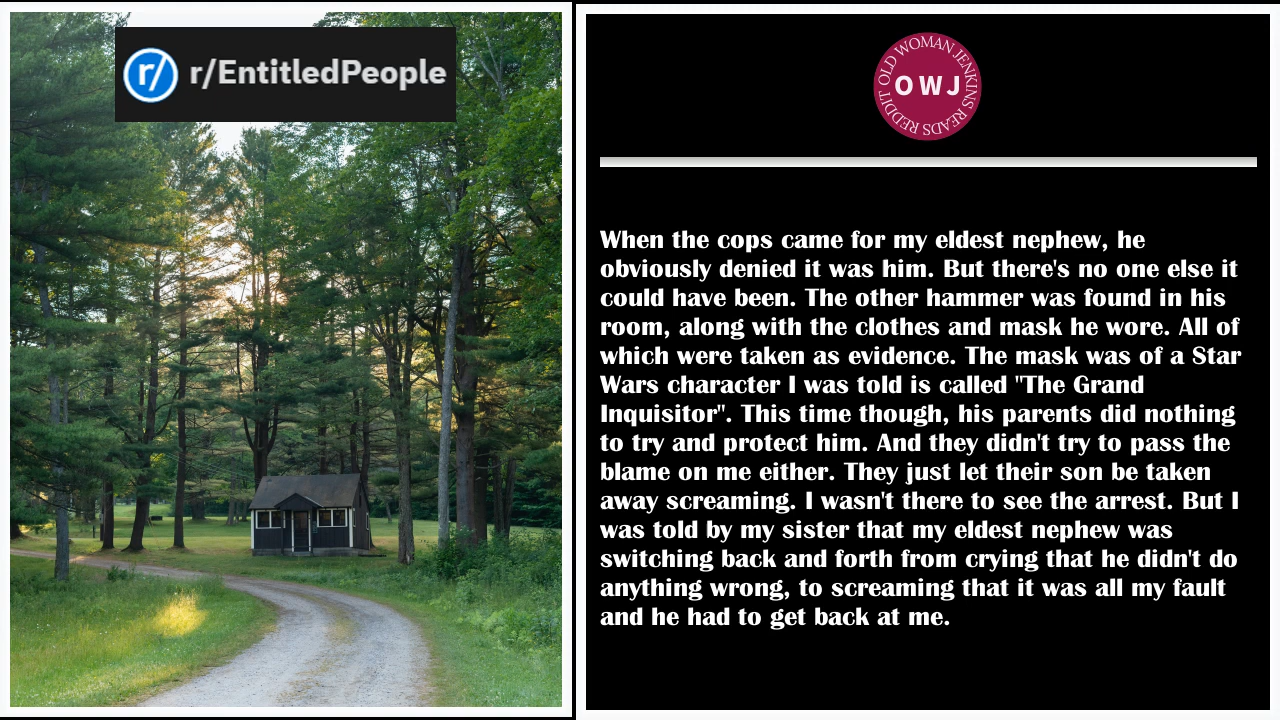 r/ r/EntitledPeople
OLD WOMAN JENKINS READS REDDIT
OWJ
When the cops came for my eldest nephew, he
obviously denied it was him. But there's no one else it
could have been. The other hammer was found in his
room, along with the clothes and mask he wore. All of
which were taken as evidence. The mask was of a Star
Wars character I was told is called "The Grand
Inquisitor". This time though, his parents did nothing
to try and protect him. And they didn't try to pass the
blame on me either. They just let their son be taken
away screaming. I wasn't there to see the arrest. But I
was told by my sister that my eldest nephew was
switching back and forth from crying that he didn't do
anything wrong, to screaming that it was all my fault
and he had to get back at me.